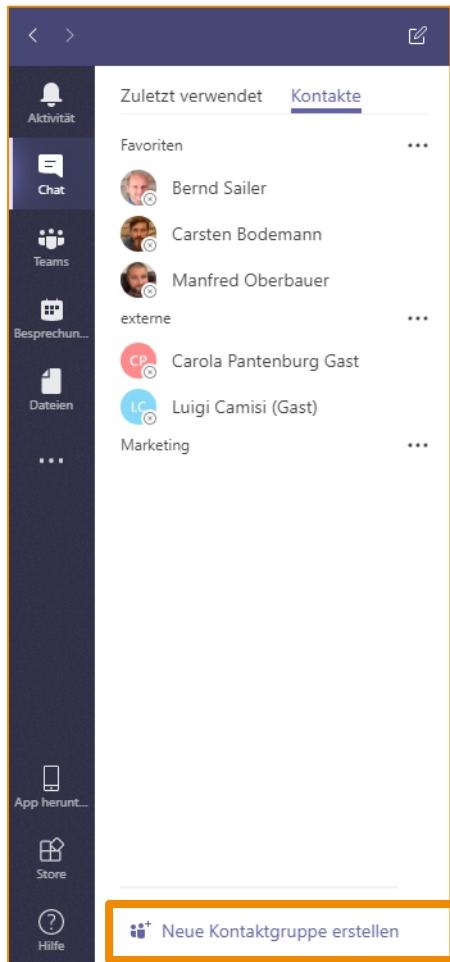 Aktivität
Chat
Teams
Besprechun...
Dateien
App herunt...
Store
Hilfe
Zuletzt verwendet Kontakte
Favoriten
Bernd Sailer
Carsten Bodemann
Manfred Oberbauer
externe
CP Carola Pantenburg Gast
LC Luigi Camisi (Gast)
Marketing
Neue Kontaktgruppe erstellen